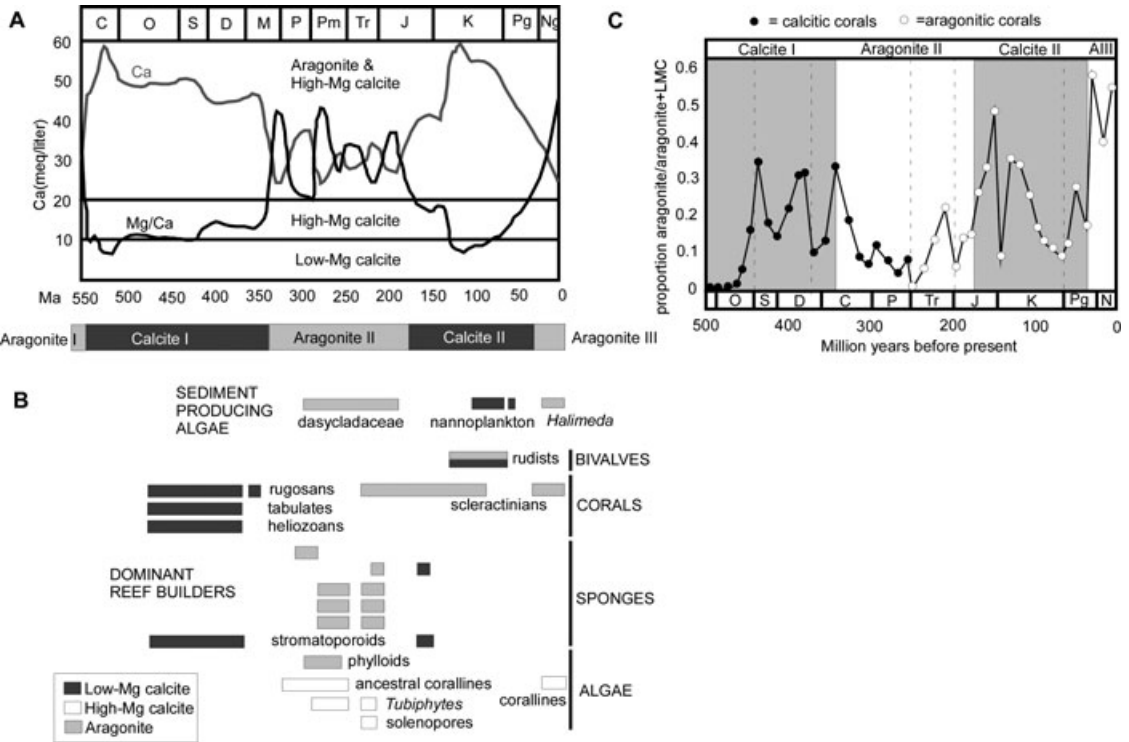 A
C O S D M P Pm Tr J K Pg Ng
60
50
40
30
20
10
Ca(meq/liter)
Ca
Aragonite &
High-Mg calcite
Mg/Ca
High-Mg calcite
Low-Mg calcite
Ma 550 500 450 400 350 300 250 200 150 100 50 0
Aragonite I Calcite I Aragonite II Calcite II Aragonite III
C
= calcitic corals =aragonitic corals
Calcite I Aragonite II Calcite II AIII
proportion aragonite/aragonite+LMC
0.6
0.5
0.4
0.3
0.2
0.1
0
O S D C P Tr J K Pg N
500 400 300 200 100 0
Million years before present
B
SEDIMENT
PRODUCING
ALGAE
dasycladaceae nannoplankton Halimeda
rudists BIVALVES
rugosans
scleractinians CORALS
tabulates
heliozoans
DOMINANT
REEF BUILDERS
SPONGES
stromatoporoids
phylloids
ancestral corallines
corallines ALGAE
Tubiphytes
solenopores
Low-Mg calcite
High-Mg calcite
Aragonite